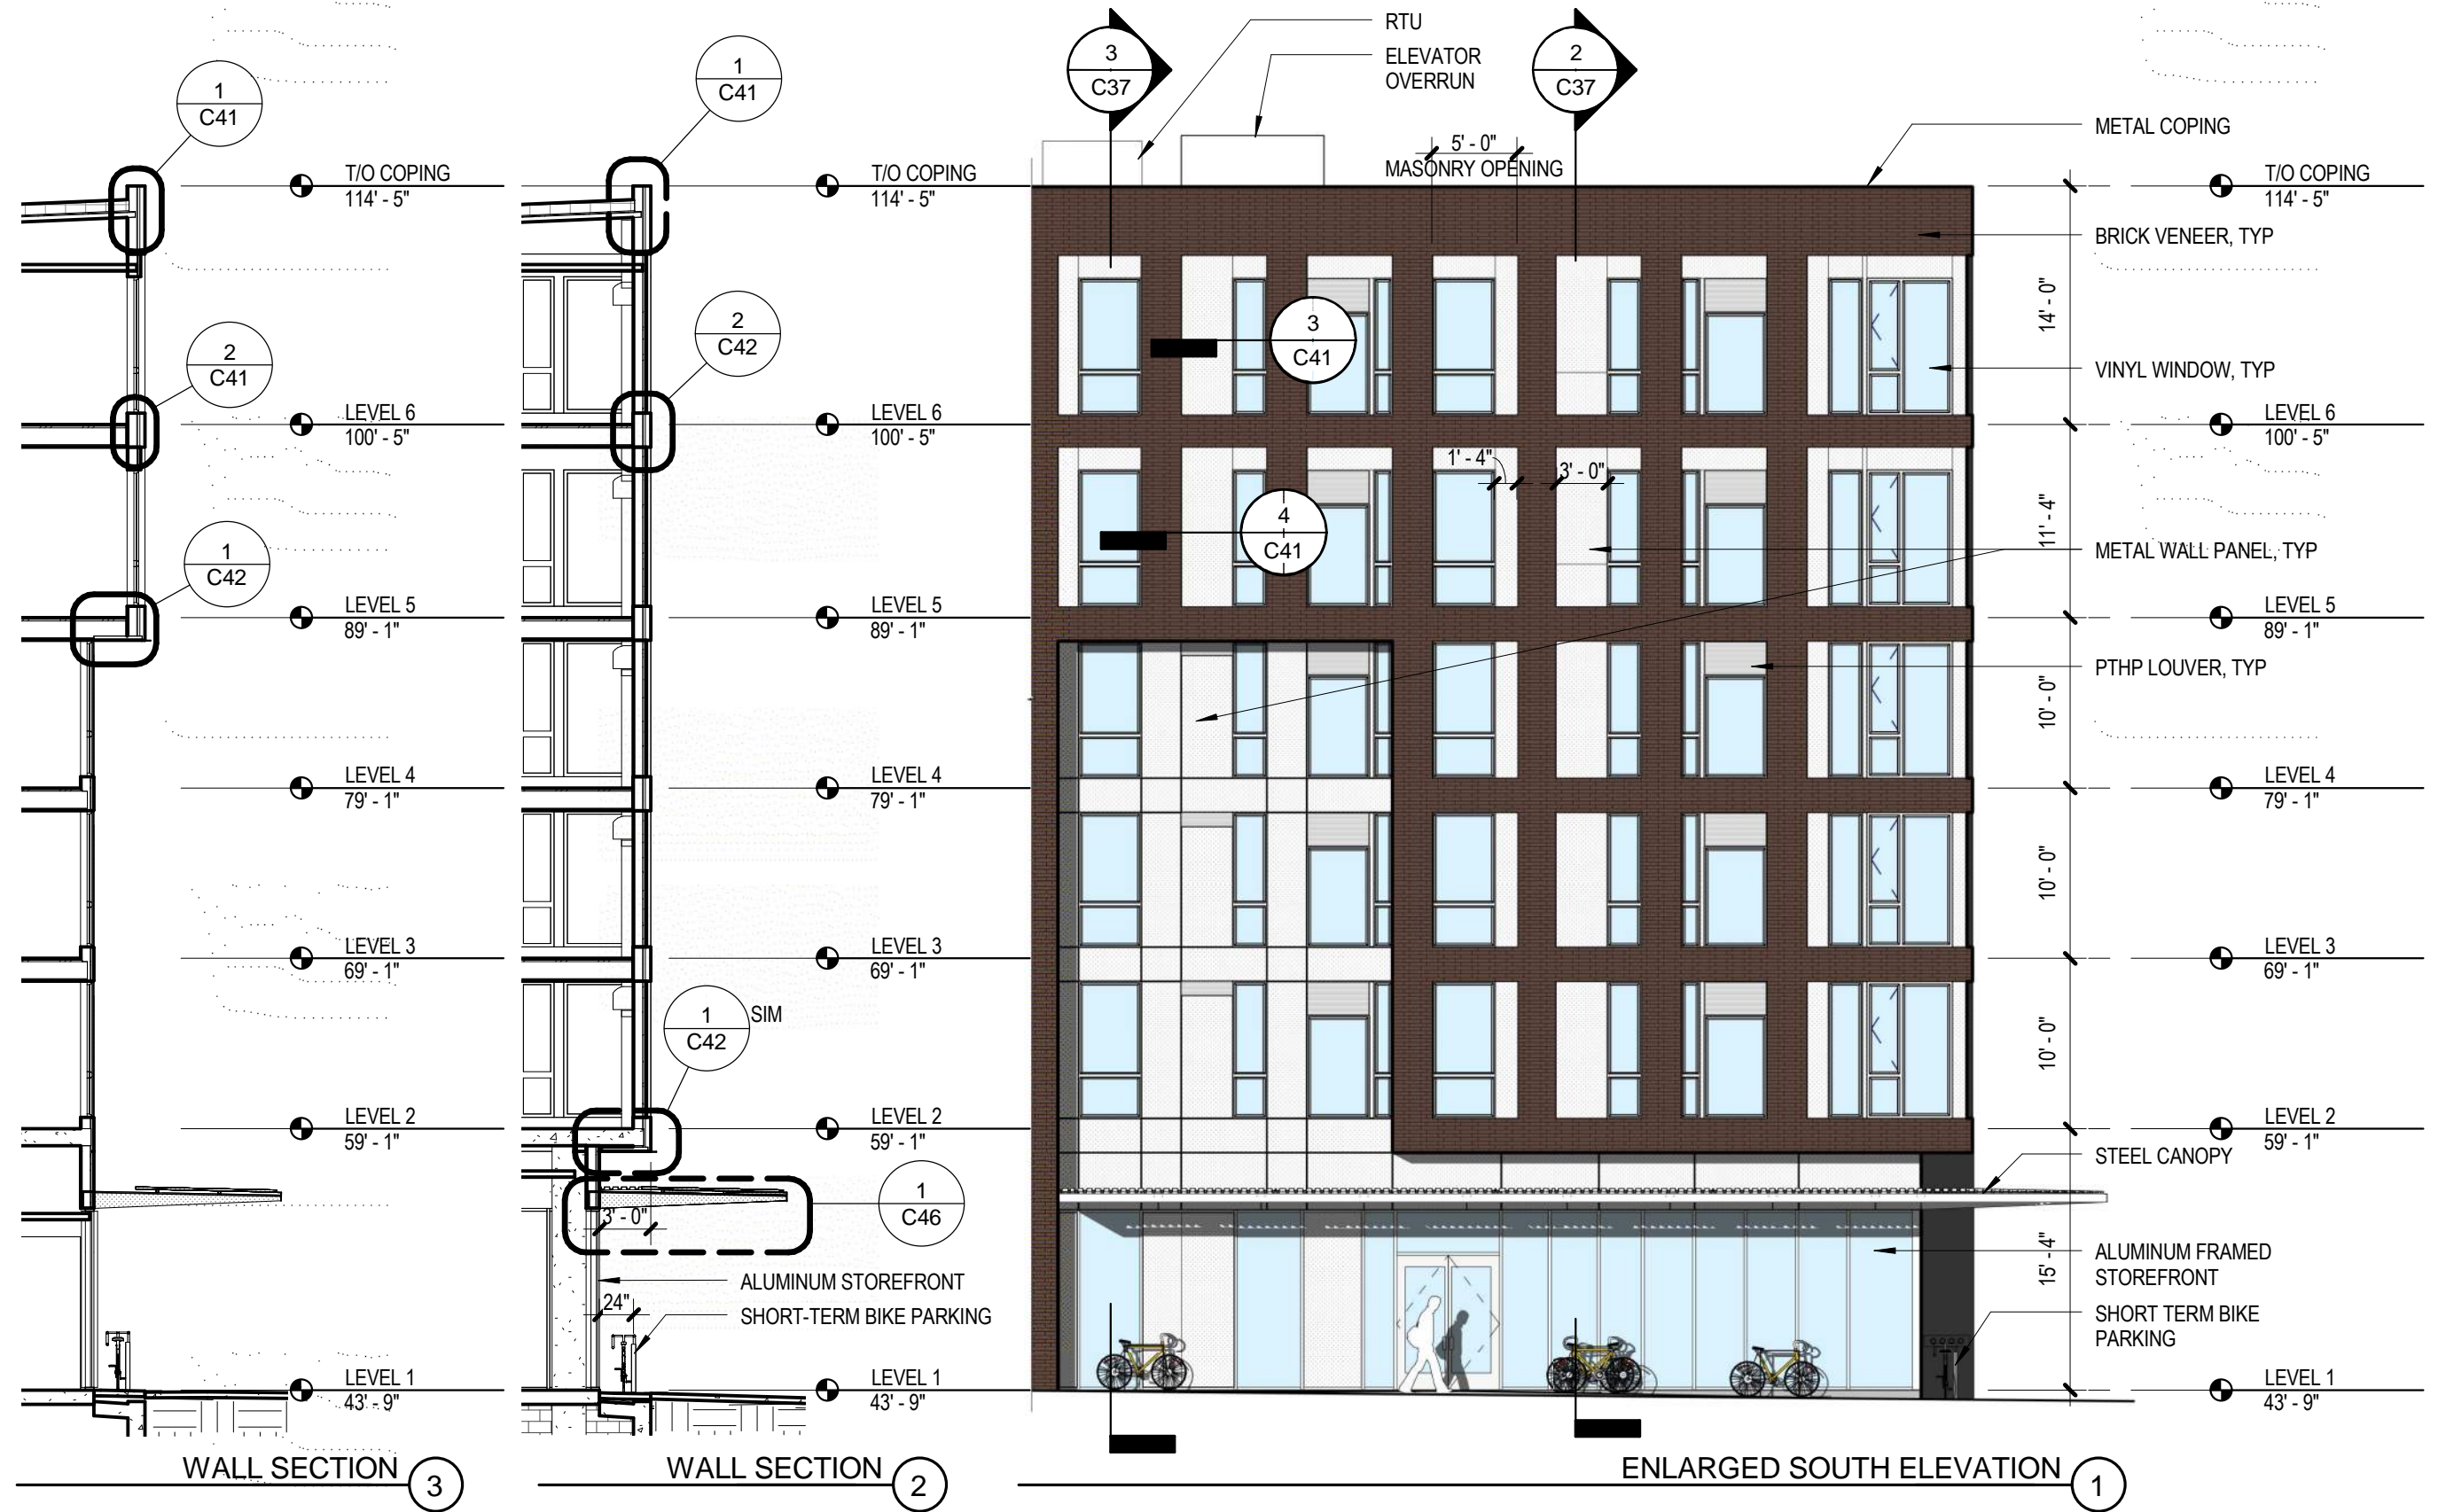 1
C41
T/O COPING
114' - 5"
2
C41
LEVEL 6
100' - 5"
1
C42
LEVEL 5
89' - 1"
LEVEL 4
79' - 1"
LEVEL 3
69' - 1"
LEVEL 2
59' - 1"
LEVEL 1
43' - 9"
WALL SECTION
3
1
C41
T/O COPING
114' - 5"
2
C42
LEVEL 6
100' - 5"
LEVEL 5
89' - 1"
LEVEL 4
79' - 1"
LEVEL 3
69' - 1"
1
C42
SIM
LEVEL 2
59' - 1"
1
C46
3' - 0"
ALUMINUM STOREFRONT
24"
SHORT-TERM BIKE PARKING
LEVEL 1
43' - 9"
WALL SECTION
2
3
C37
RTU
ELEVATOR
OVERRUN
2
C37
5' - 0"
MASONRY OPENING
METAL COPING
T/O COPING
114' - 5"
BRICK VENEER, TYP
14' - 0"
3
C41
VINYL WINDOW, TYP
LEVEL 6
100' - 5"
1' - 4"
3' - 0"
4
C41
11' - 4"
METAL WALL PANEL, TYP
LEVEL 5
89' - 1"
PTHP LOUVER, TYP
10' - 0"
LEVEL 4
79' - 1"
10' - 0"
LEVEL 3
69' - 1"
10' - 0"
LEVEL 2
59' - 1"
STEEL CANOPY
15' - 4"
ALUMINUM FRAMED
STOREFRONT
SHORT TERM BIKE
PARKING
LEVEL 1
43' - 9"
ENLARGED SOUTH ELEVATION
1